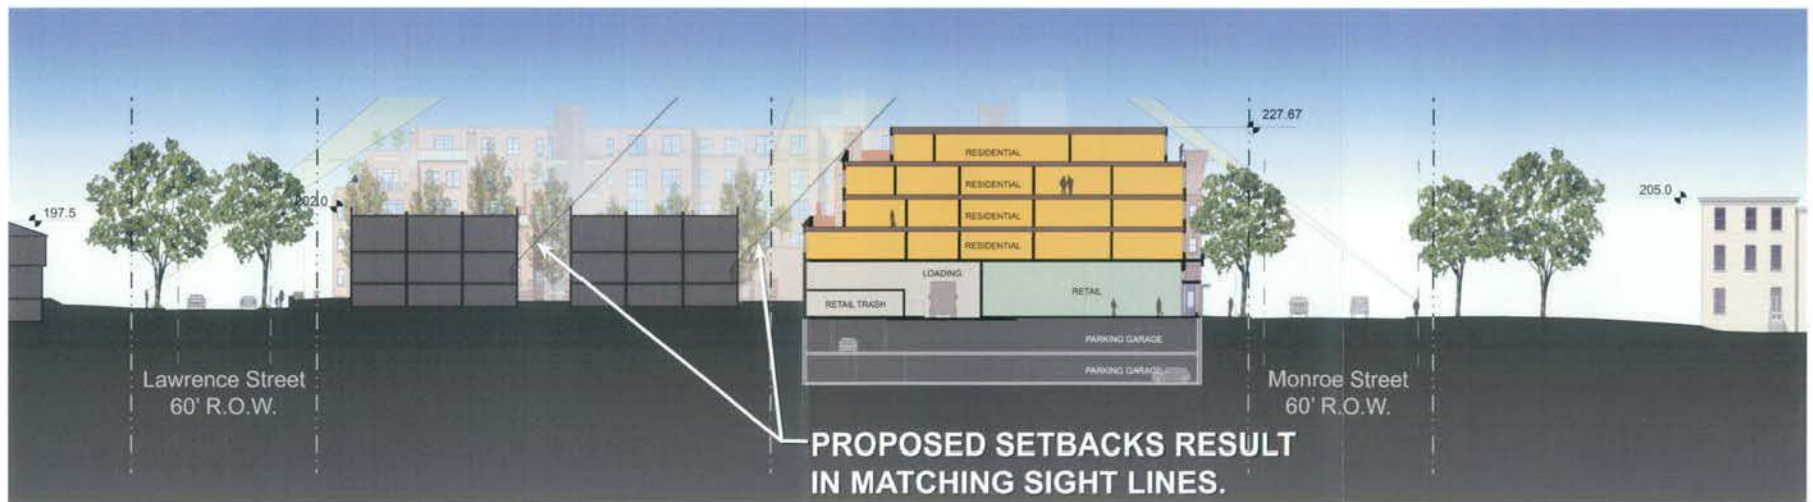 227.67
RESIDENTIAL
RESIDENTIAL
197.5
202.0
205.0
RESIDENTIAL
RESIDENTIAL
LOADING
RETAIL
RETAIL TRASH
PARKING GARAGE
PARKING GARAGE
Lawrence Street
60' R.O.W.
Monroe Street
60' R.O.W.
PROPOSED SETBACKS RESULT
IN MATCHING SIGHT LINES.